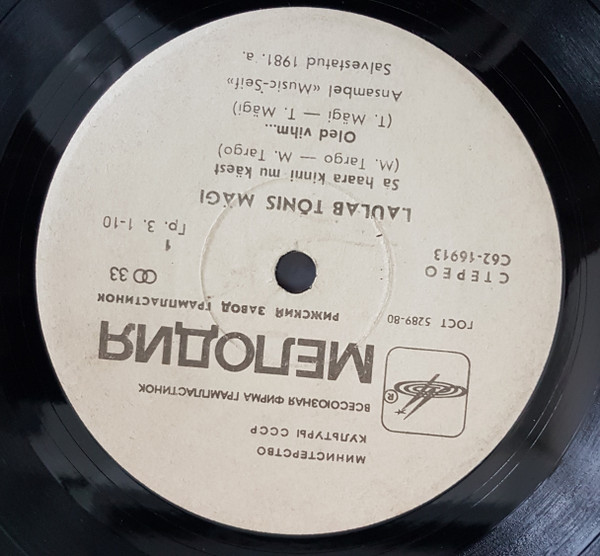 МИНИСТЕРСТВО
КУЛЬТУРЫ СССР
ВСЕСОЮЗНАЯ ФИРМА ГРАМПЛАСТИНОК
МЕЛОДИЯ
®
ГОСТ 5289-80
РИЖСКИЙ ЗАВОД ГРАМПЛАСТИНОК
СТЕРЕО
33
С62-16913
1
Гр. 3. 1-10
LAULAB TÕNIS MÄGI
Sa haara kinni mu käest
(M. Targo — M. Targo)
Oled vihm...
(T. Mägi — T. Mägi)
Ansambel «Music-Seif»
Salvestatud 1981. a.